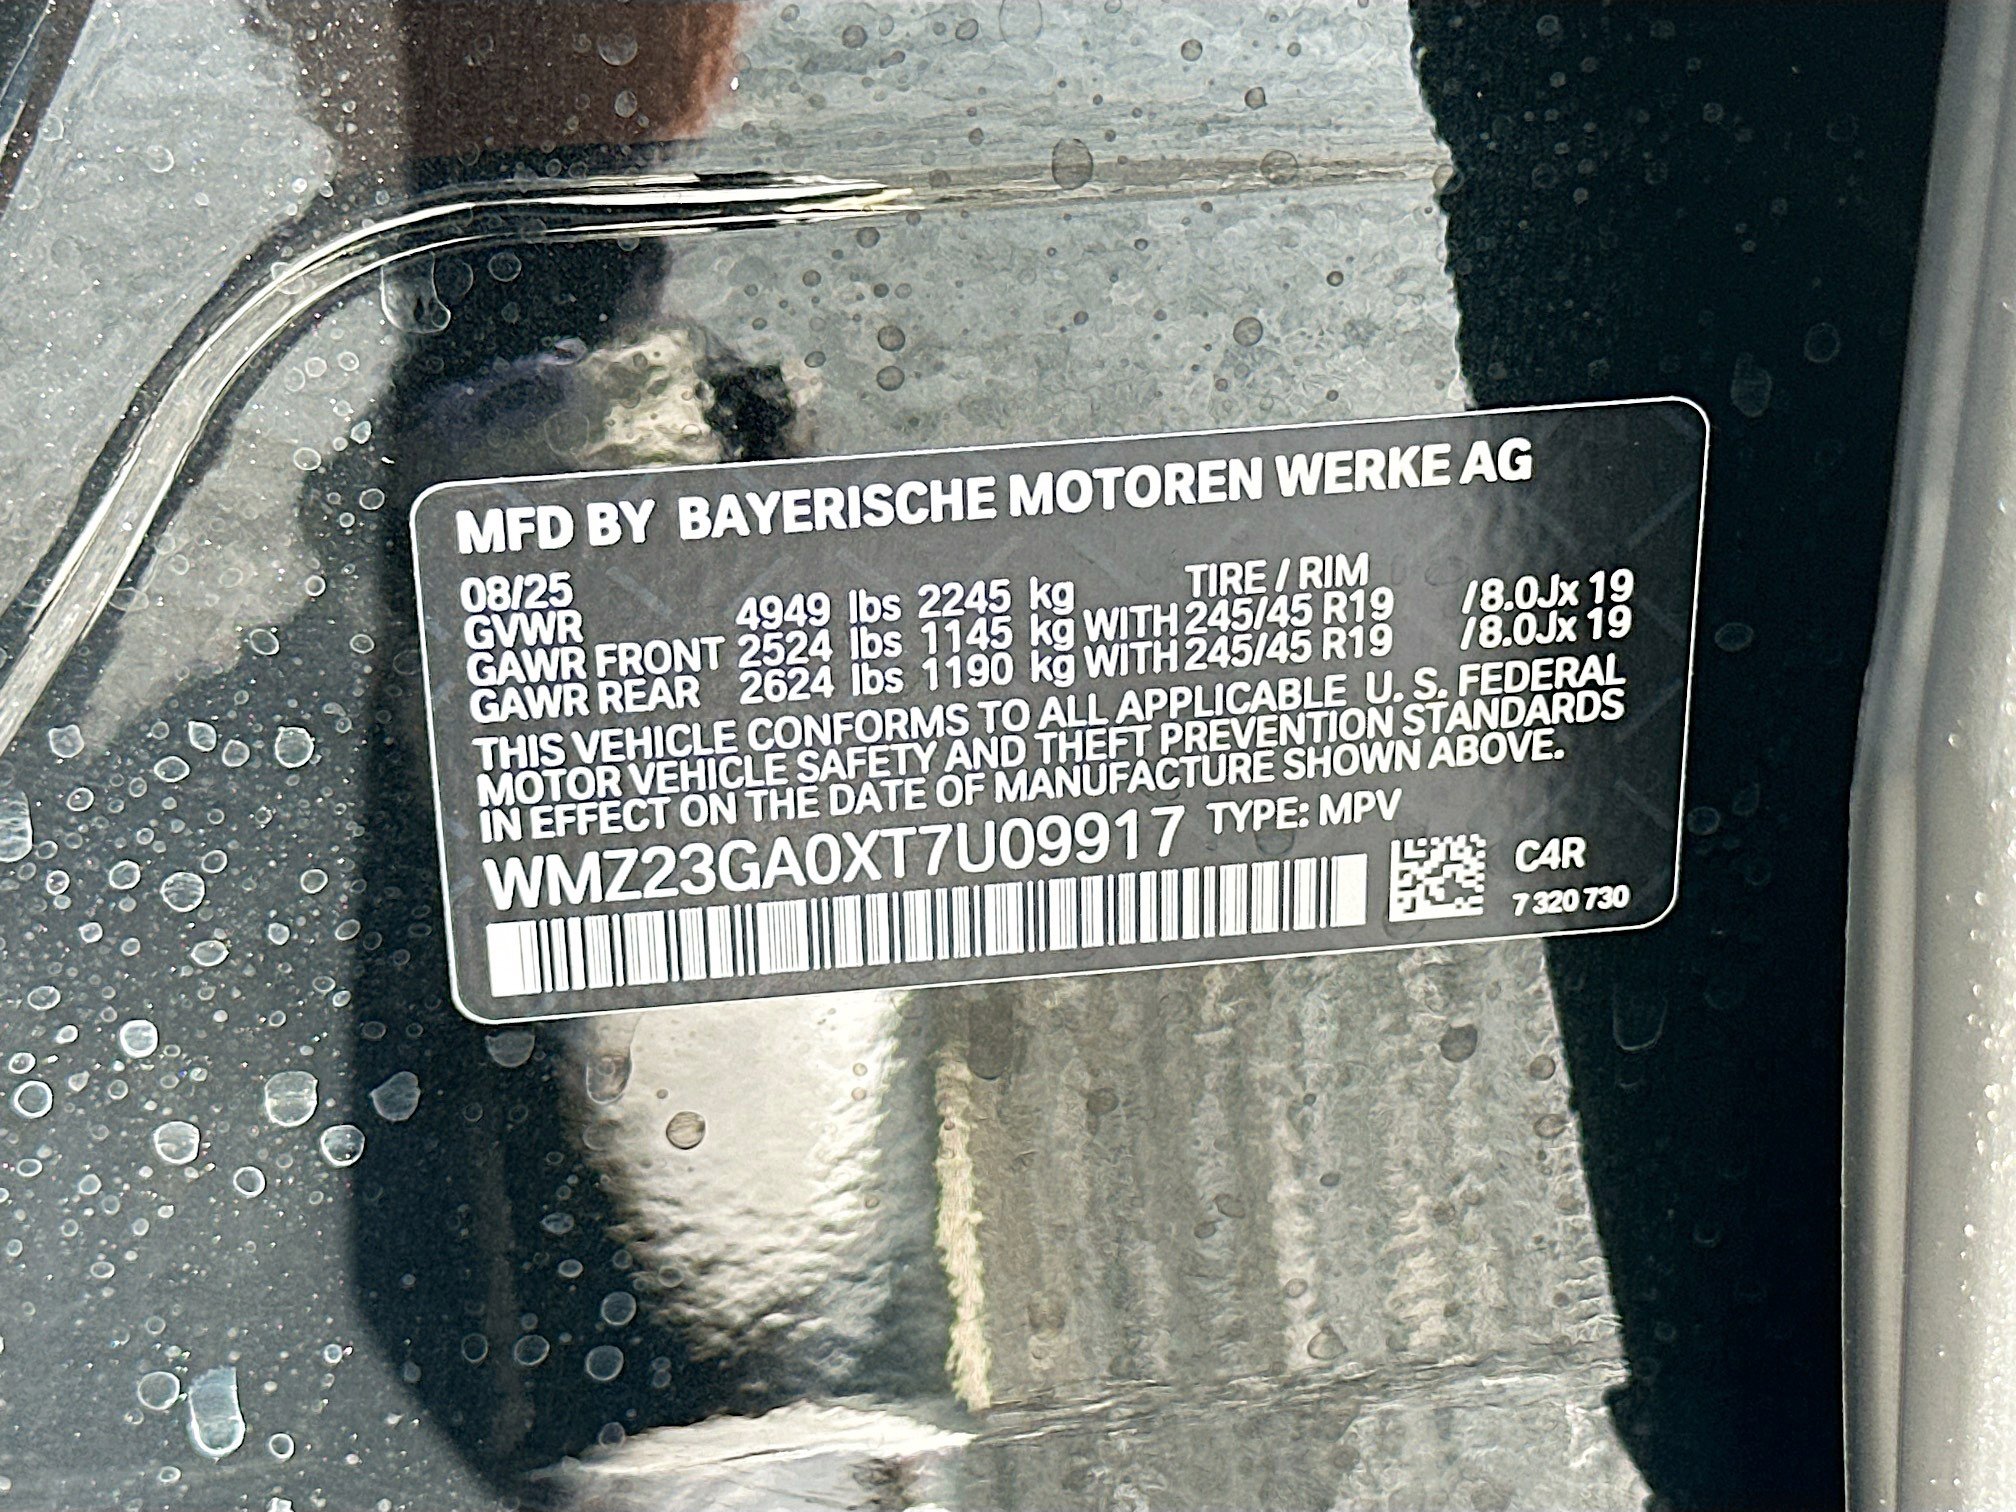 MFD BY BAYERISCHE MOTOREN WERKE AG
08/25 TIRE / RIM
GVWR 4949 lbs 2245 kg
GAWR FRONT 2524 lbs 1145 kg WITH 245/45 R19 /8.0Jx 19
GAWR REAR 2624 lbs 1190 kg WITH 245/45 R19 /8.0Jx 19
THIS VEHICLE CONFORMS TO ALL APPLICABLE U. S. FEDERAL
MOTOR VEHICLE SAFETY AND THEFT PREVENTION STANDARDS
IN EFFECT ON THE DATE OF MANUFACTURE SHOWN ABOVE.
WMZ23GA0XT7U09917 TYPE: MPV
C4R
7 320 730